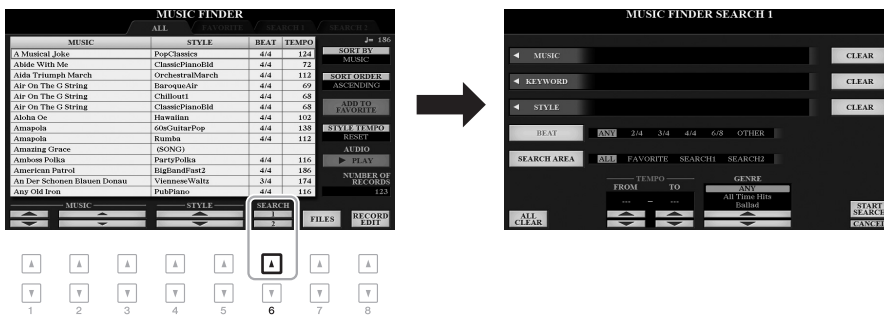 MUSIC FINDER
ALL FAVORITE SEARCH 1 SEARCH 2
MUSIC STYLE BEAT TEMPO
♩= 186
A Musical Joke PopClassics 4/4 124
Abide With Me ClassicPianoBld 4/4 72
Aida Triumph March OrchestralMarch 4/4 112
Air On The G String BaroqueAir 4/4 69
Air On The G String Chillout1 4/4 68
Air On The G String ClassicPianoBld 4/4 68
Aloha Oe Hawaiian 4/4 102
Amapola 60sGuitarPop 4/4 138
Amapola Rumba 4/4 112
Amazing Grace (SONG)
Amboss Polka PartyPolka 4/4 116
American Patrol BigBandFast2 4/4 186
An Der Schonen Blauen Donau VienneseWaltz 3/4 174
Any Old Iron PubPiano 4/4 116
SORT BY
MUSIC
SORT ORDER
ASCENDING
ADD TO
FAVORITE
STYLE TEMPO
RESET
AUDIO
▶ PLAY
NUMBER OF
RECORDS
123
MUSIC STYLE SEARCH
1
2
FILES
RECORD
EDIT
1 2 3 4 5 6 7 8
MUSIC FINDER SEARCH 1
MUSIC CLEAR
KEYWORD CLEAR
STYLE CLEAR
BEAT ANY 2/4 3/4 4/4 6/8 OTHER
SEARCH AREA ALL FAVORITE SEARCH1 SEARCH2
TEMPO
FROM TO
--- – ---
GENRE
ANY
All Time Hits
Ballad
ALL
CLEAR
START
SEARCH
CANCEL